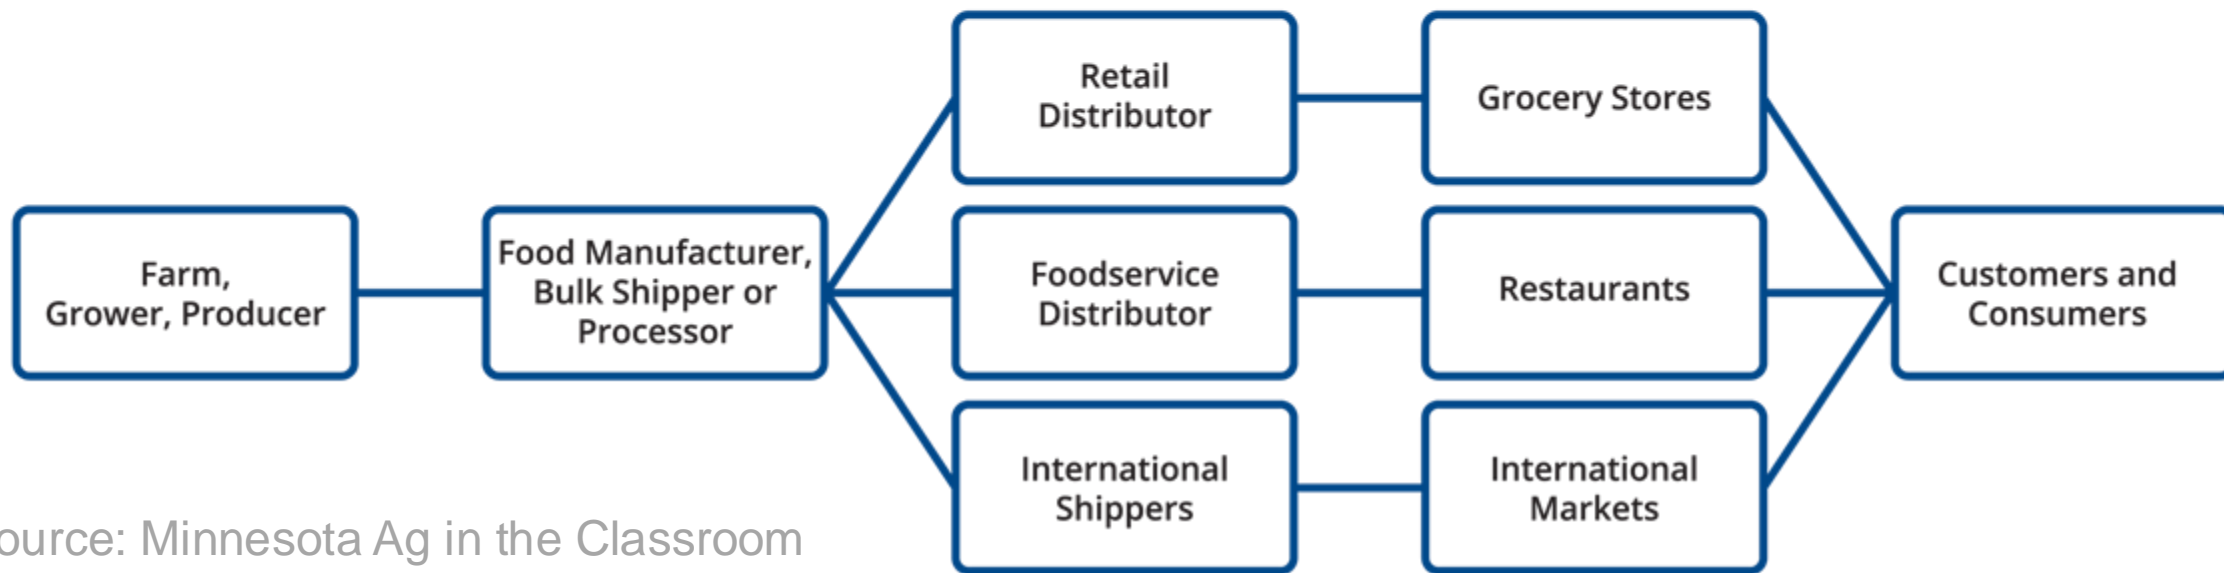 Farm,
Grower, Producer
Food Manufacturer,
Bulk Shipper or
Processor
Retail
Distributor
Grocery Stores
Foodservice
Distributor
Restaurants
International
Shippers
International
Markets
Customers and
Consumers
ource: Minnesota Ag in the Classroom